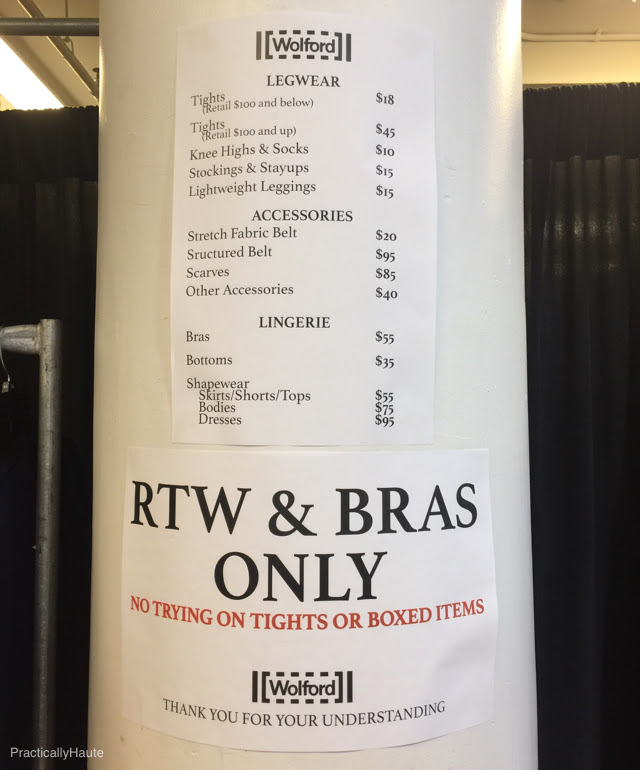 Wolford
LEGWEAR
Tights $18
(Retail $100 and below)
Tights $45
(Retail $100 and up)
Knee Highs & Socks $10
Stockings & Stayups $15
Lightweight Leggings $15
ACCESSORIES
Stretch Fabric Belt $20
Sructured Belt $95
Scarves $85
Other Accessories $40
LINGERIE
Bras $55
Bottoms $35
Shapewear
Skirts/Shorts/Tops $55
Bodies $75
Dresses $95
RTW & BRAS
ONLY
NO TRYING ON TIGHTS OR BOXED ITEMS
Wolford
THANK YOU FOR YOUR UNDERSTANDING
PracticallyHaute